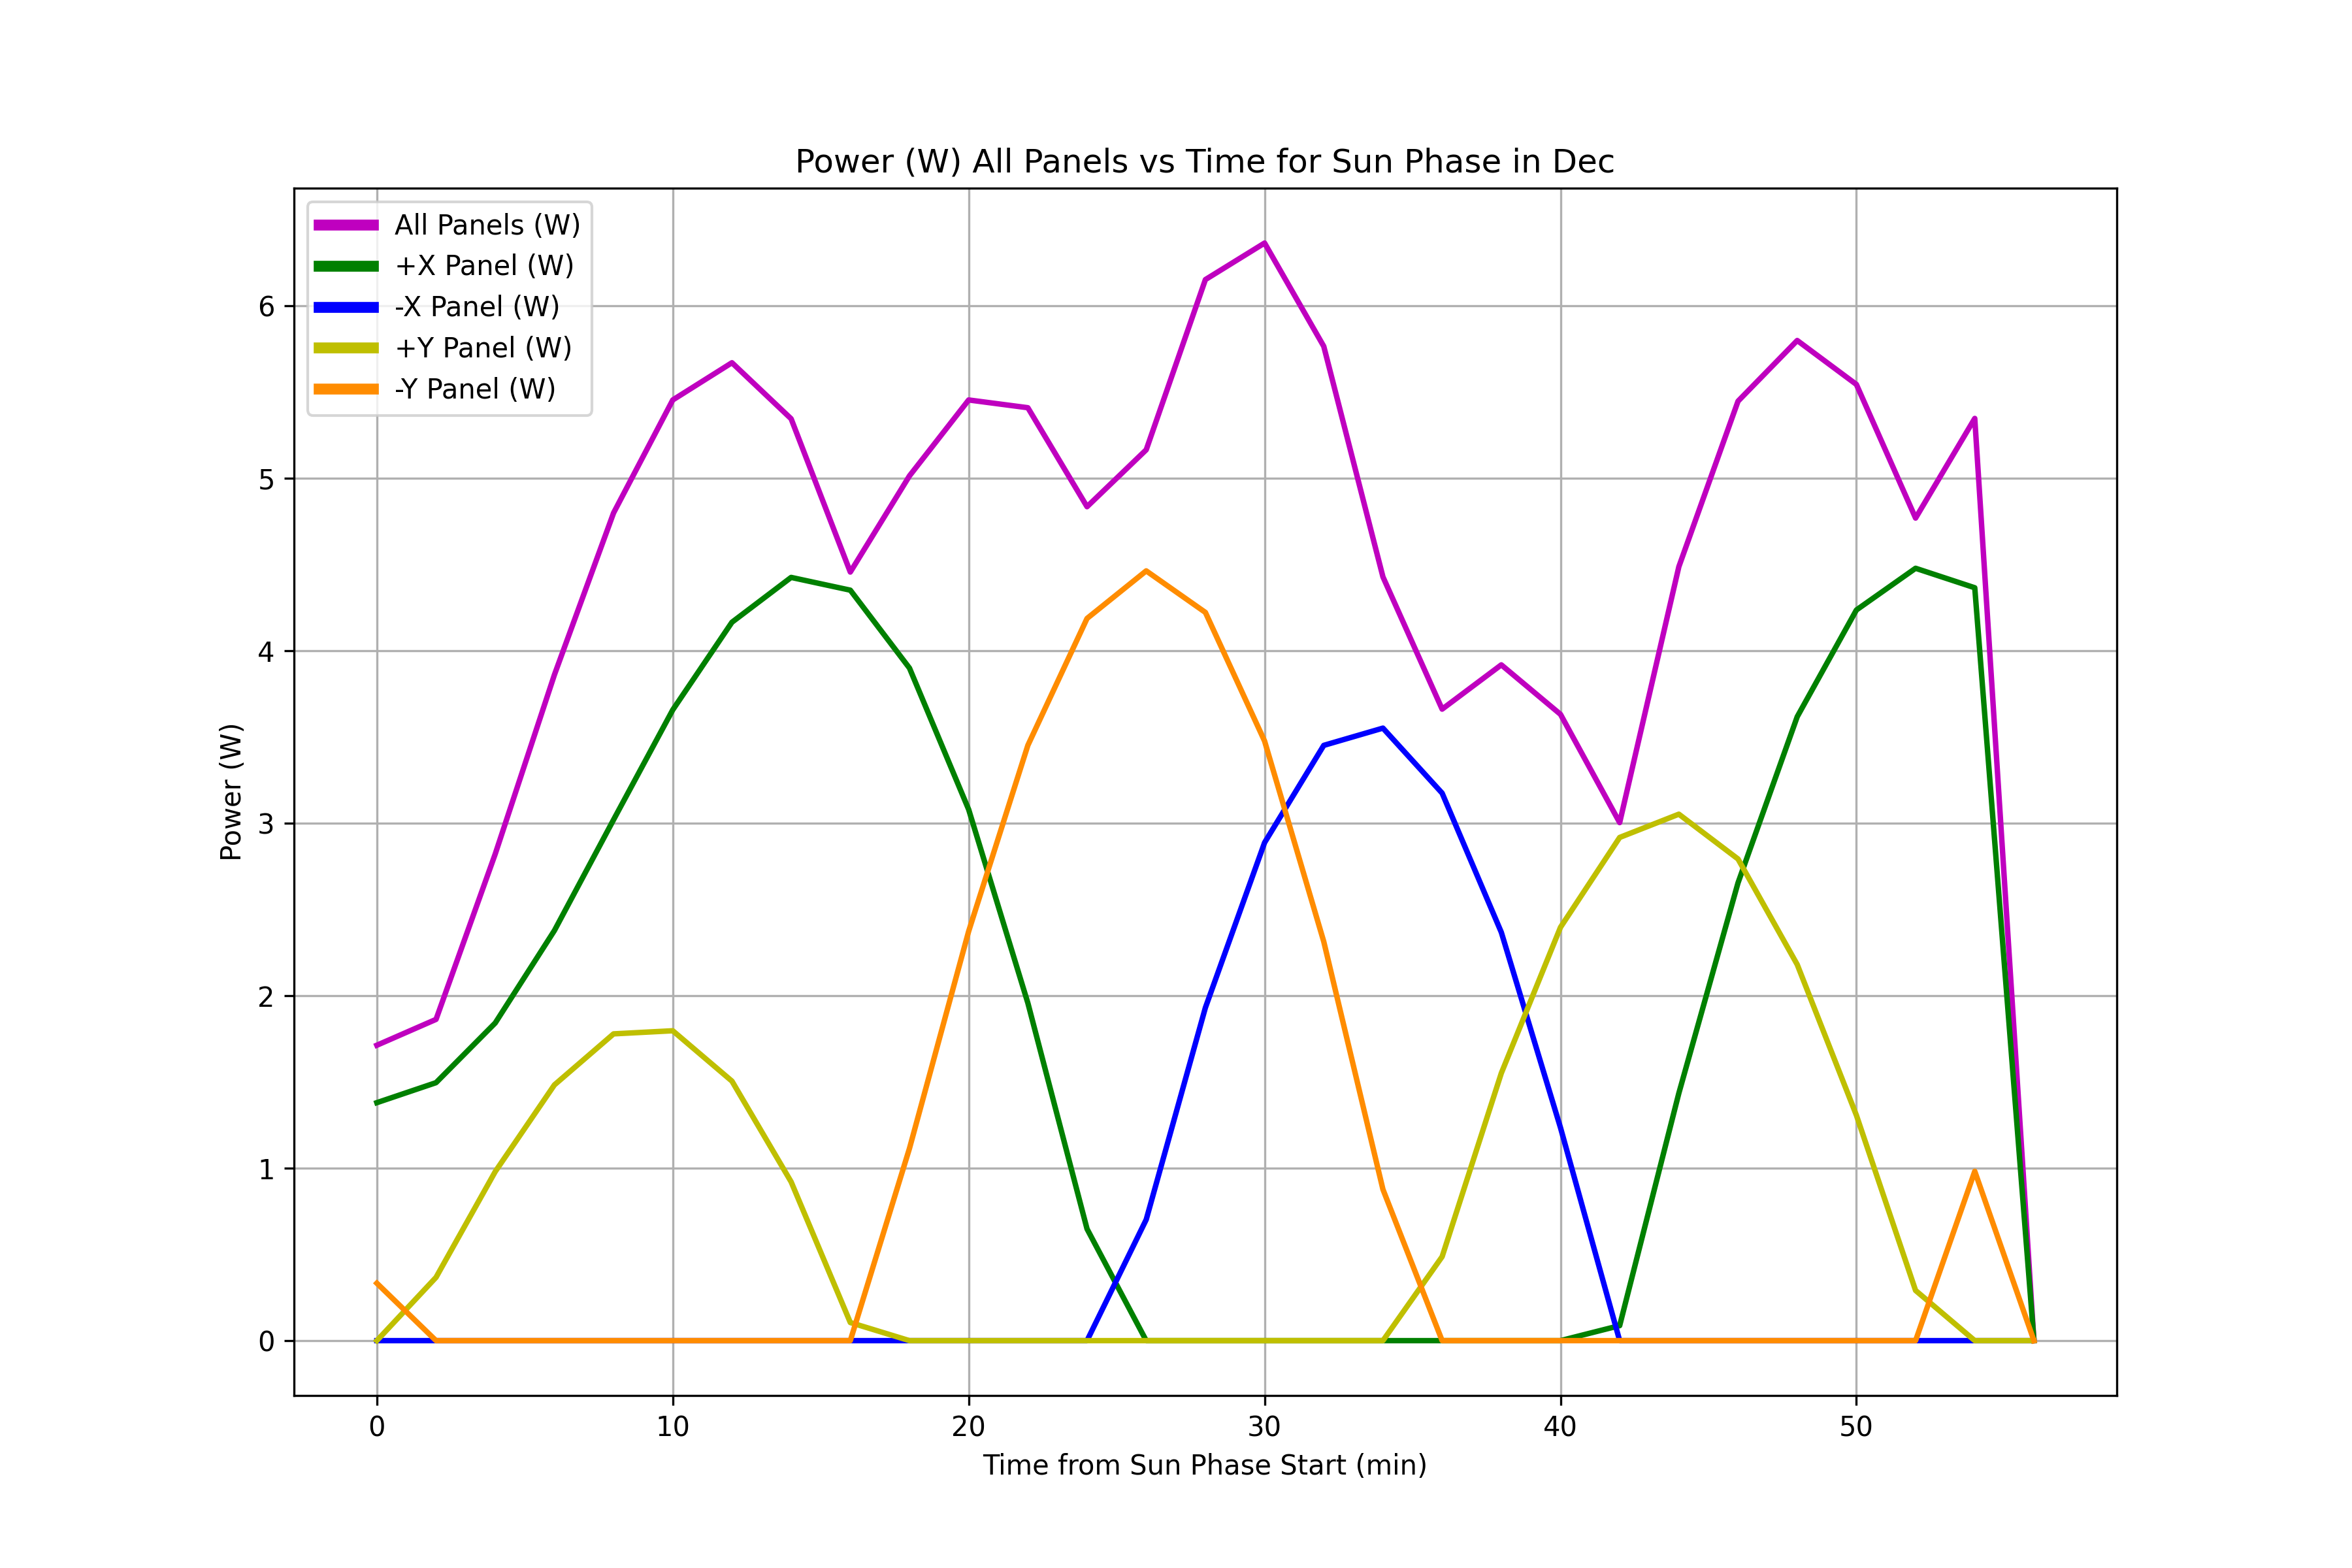 Power (W) All Panels vs Time for Sun Phase in Dec
All Panels (W)
+X Panel (W)
-X Panel (W)
+Y Panel (W)
-Y Panel (W)
6
5
4
3
2
1
0
Power (W)
0 10 20 30 40 50
Time from Sun Phase Start (min)